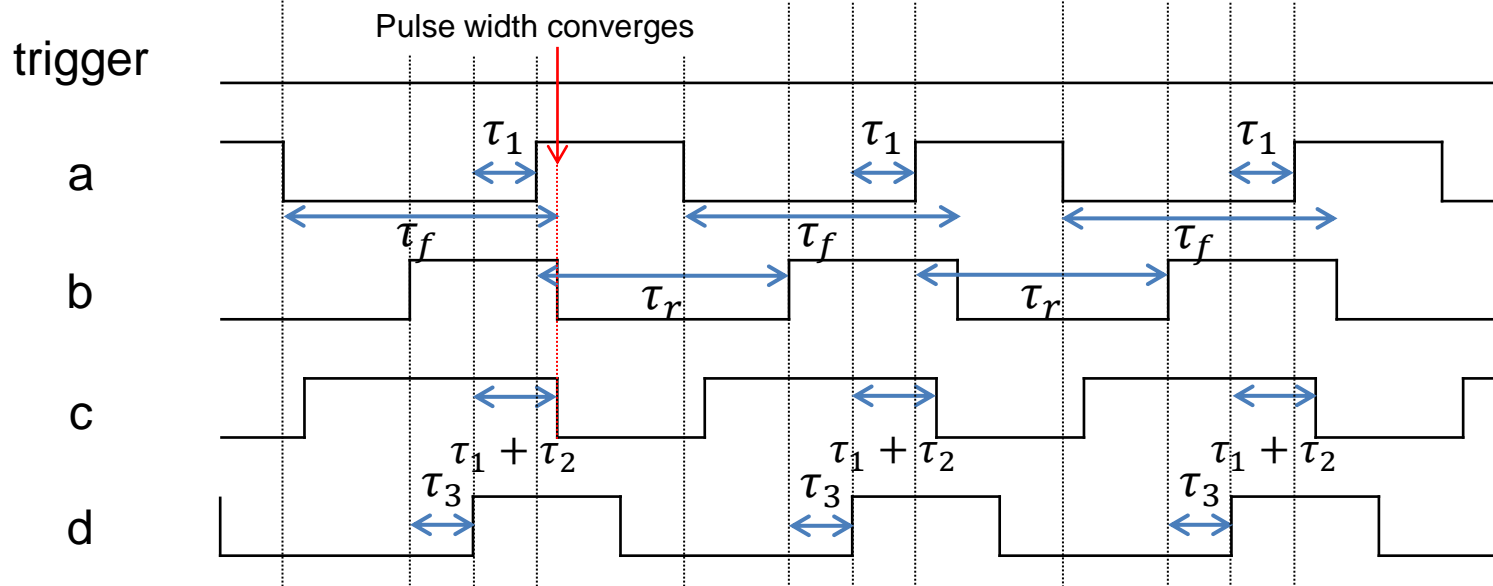 Pulse width converges
trigger
τ₁ τ₁ τ₁
a
τf τf τf
b
τr τr
c
τ₁ + τ₂ τ₁ + τ₂ τ₁ + τ₂
τ₃ τ₃ τ₃
d